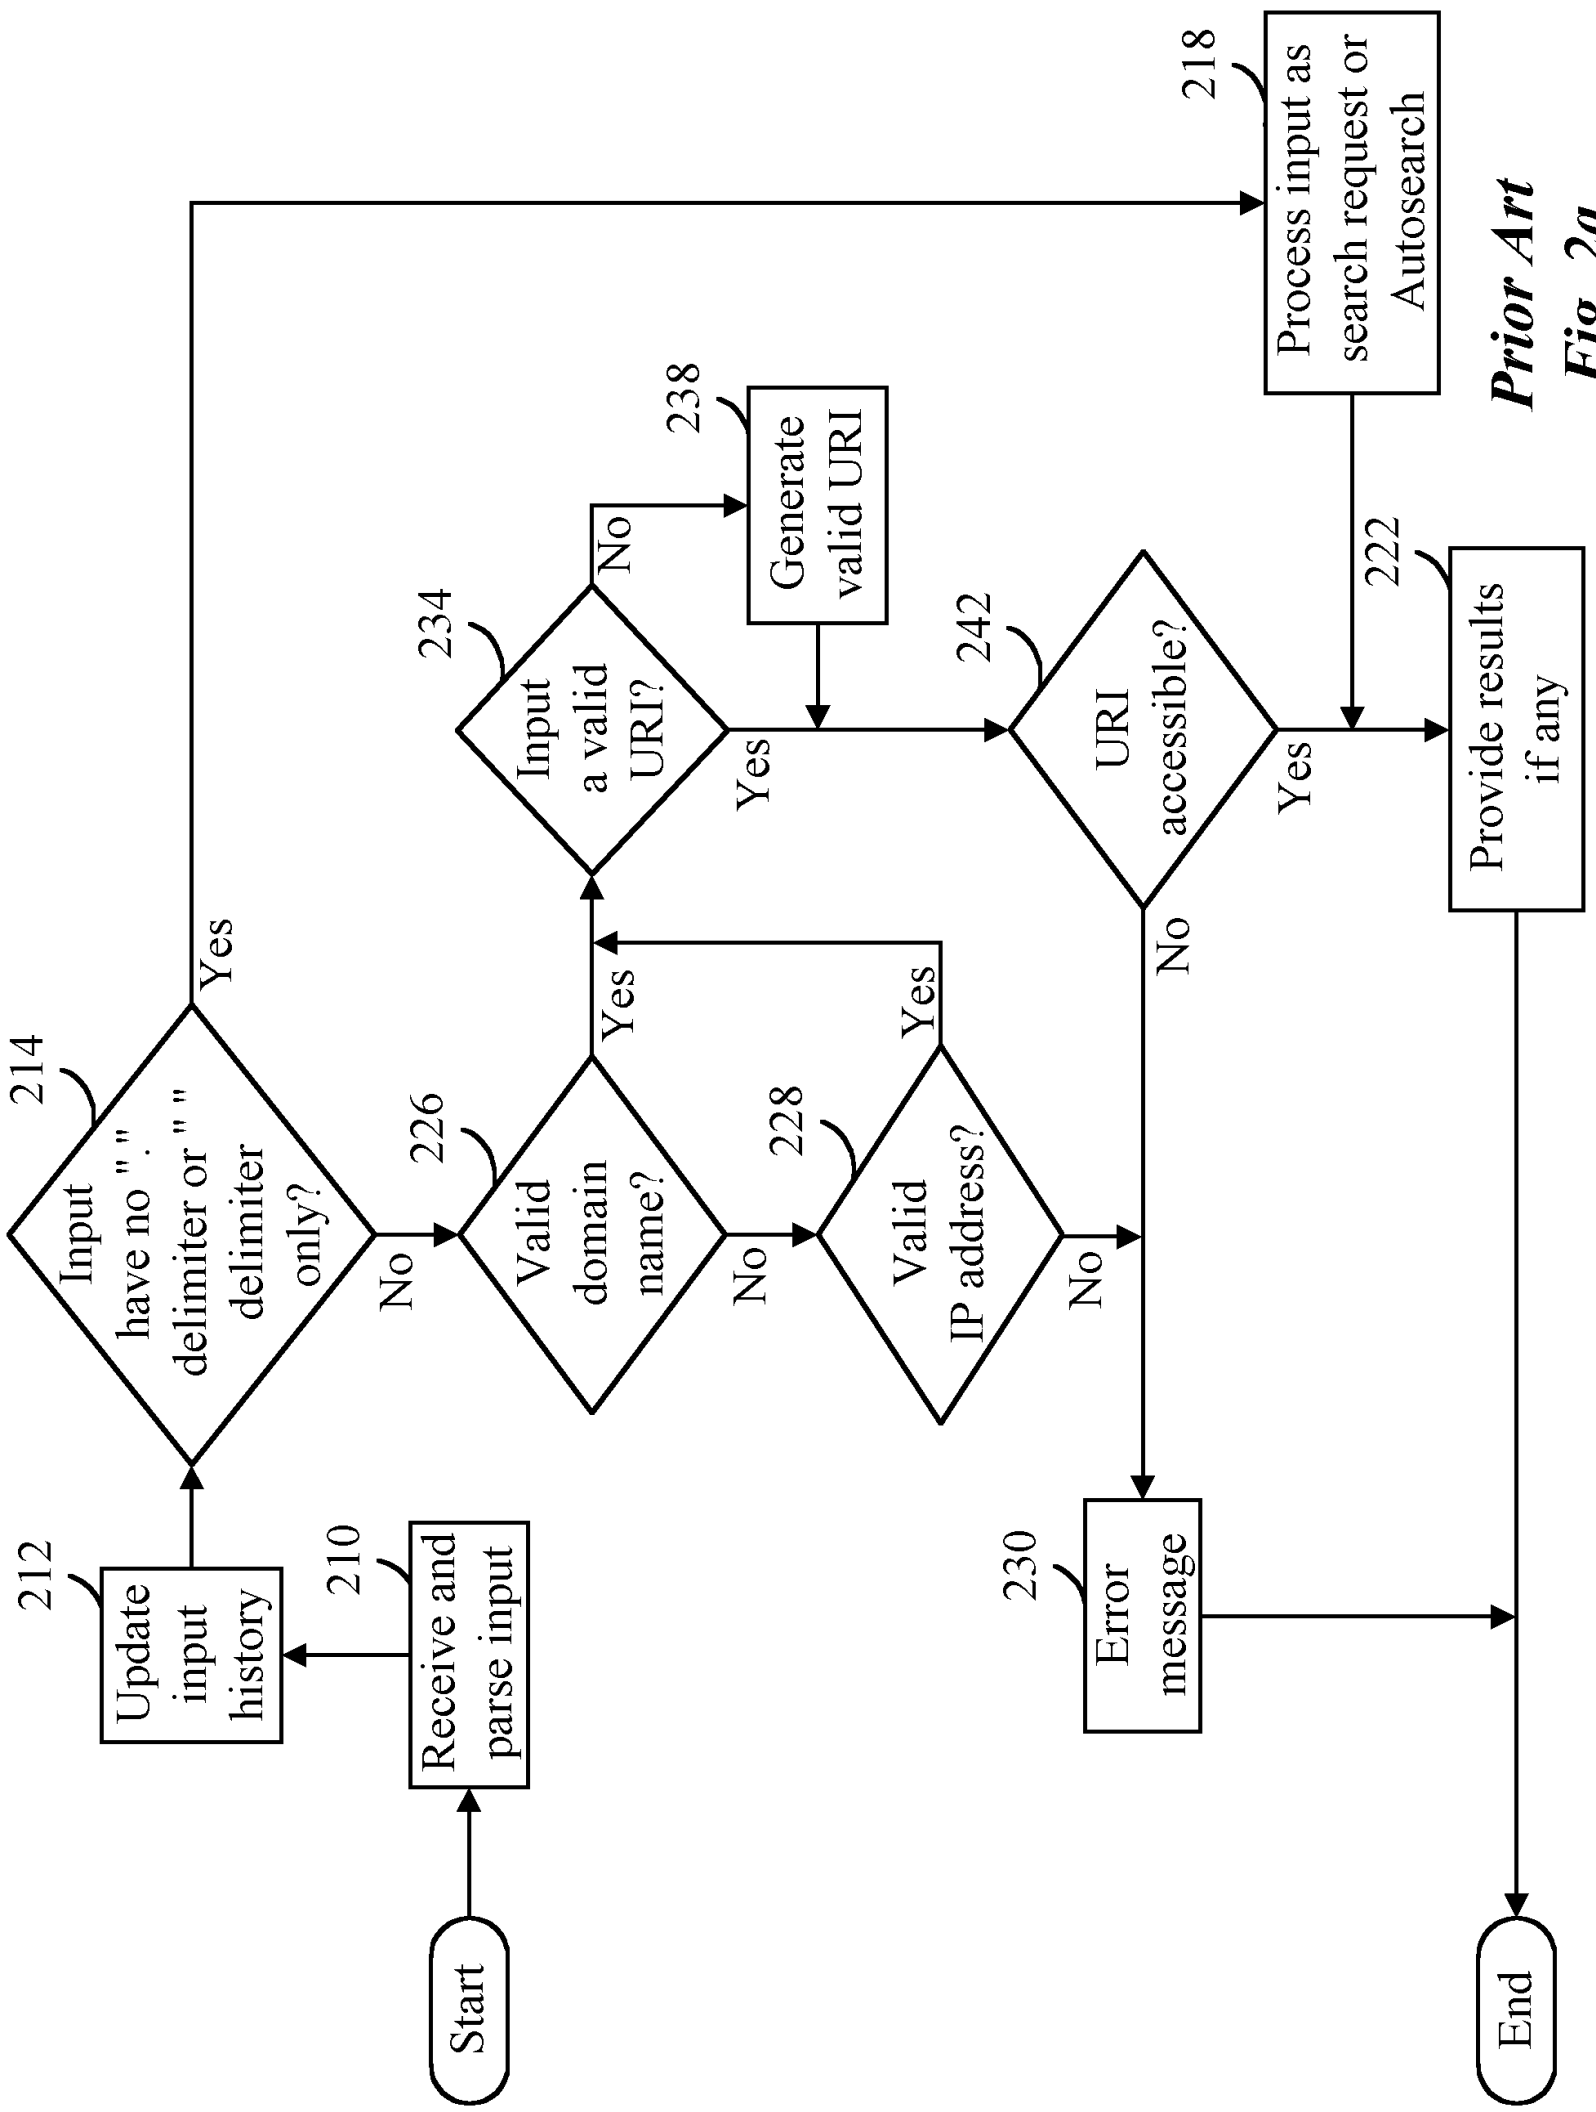 212
Update
input
history
210
Receive and
parse input
Start
214
Input
have no "."
delimiter or " "
delimiter
only?
Yes
No
226
Valid
domain
name?
Yes
No
228
Valid
IP address?
Yes
No
234
Input
a valid
URI?
No
Yes
238
Generate
valid URI
242
URI
accessible?
No
Yes
230
Error
message
218
Process input as
search request or
Autosearch
222
Provide results
if any
End
Prior Art
Fig. 2a